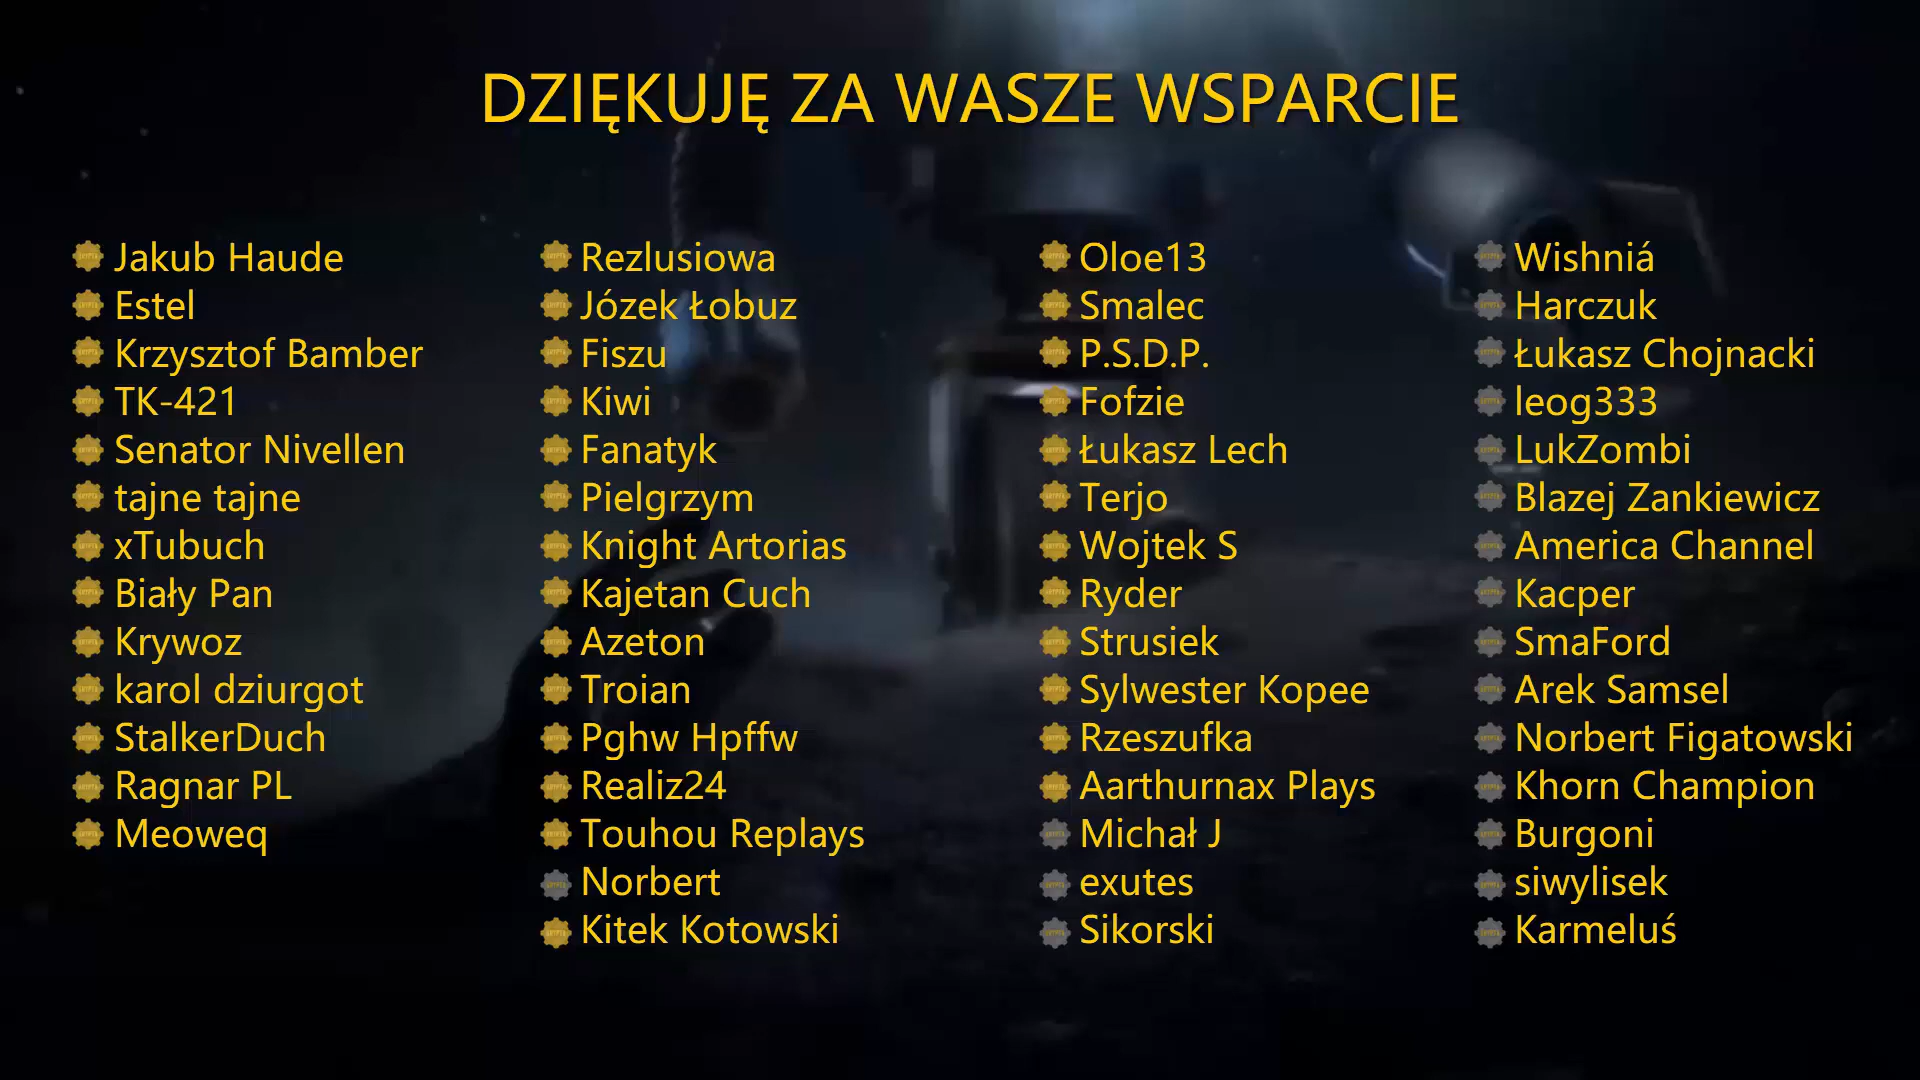 DZIĘKUJĘ ZA WASZE WSPARCIE
Jakub Haude
Estel
Krzysztof Bamber
TK-421
Senator Nivellen
tajne tajne
xTubuch
Biały Pan
Krywoz
karol dziurgot
StalkerDuch
Ragnar PL
Meoweq
Rezlusiowa
Józek Łobuz
Fiszu
Kiwi
Fanatyk
Pielgrzym
Knight Artorias
Kajetan Cuch
Azeton
Troian
Pghw Hpffw
Realiz24
Touhou Replays
Norbert
Kitek Kotowski
Oloe13
Smalec
P.S.D.P.
Fofzie
Łukasz Lech
Terjo
Wojtek S
Ryder
Strusiek
Sylwester Kopee
Rzeszufka
Aarthurnax Plays
Michał J
exutes
Sikorski
Wishniá
Harczuk
Łukasz Chojnacki
leog333
LukZombi
Blazej Zankiewicz
America Channel
Kacper
SmaFord
Arek Samsel
Norbert Figatowski
Khorn Champion
Burgoni
siwylisek
Karmeluś